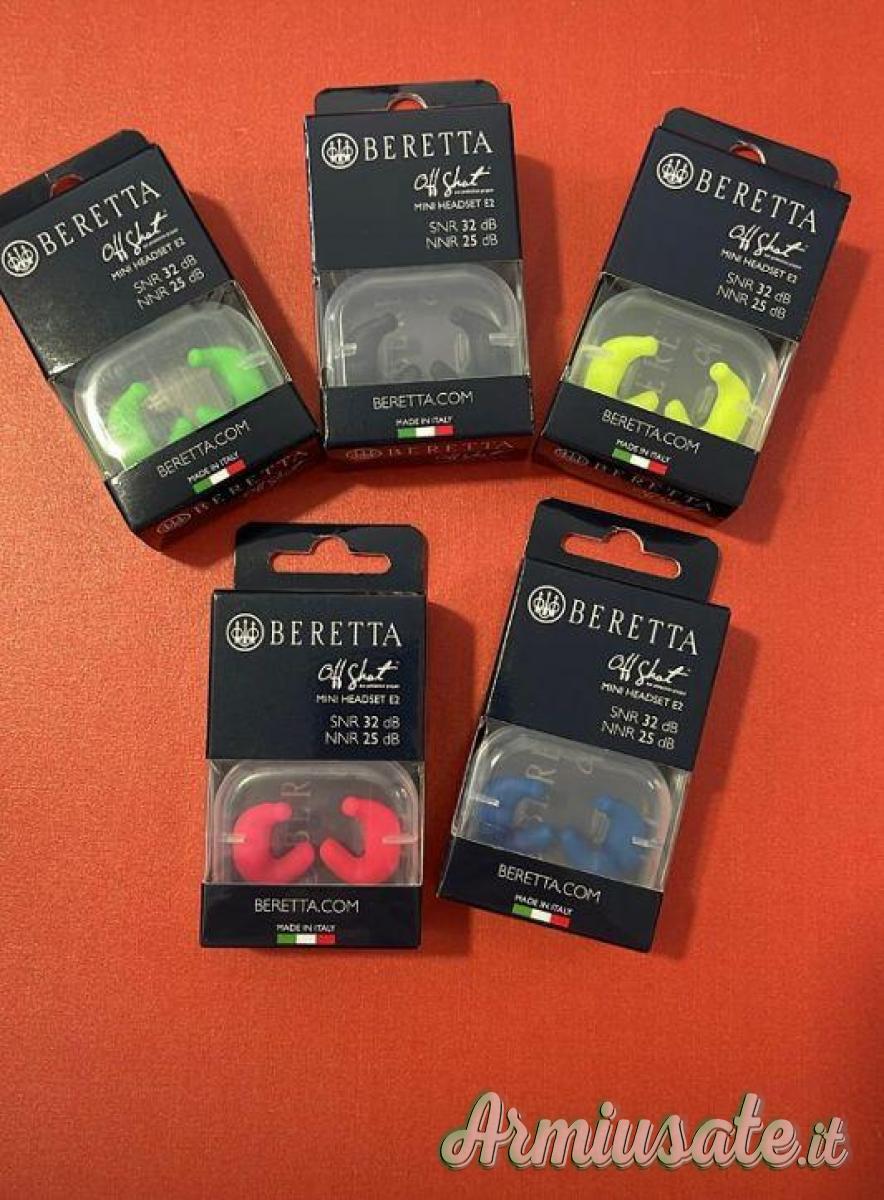 BERETTA
Off Shot
MINI HEADSET E2
SNR 32 dB
NNR 25 dB
BERETTA.COM
MADE IN ITALY
BERETTA
BERETTA
Off Shot
MINI HEADSET E2
SNR 32 dB
NNR 25 dB
BERETTA.COM
MADE IN ITALY
BERETTA
BERETTA
Off Shot
MINI HEADSET E2
SNR 32 dB
NNR 25 dB
BERETTA.COM
MADE IN ITALY
BERETTA
BERETTA
Off Shot
MINI HEADSET E2
SNR 32 dB
NNR 25 dB
BERETTA.COM
MADE IN ITALY
BERETTA
Off Shot
MINI HEADSET E2
SNR 32 dB
NNR 25 dB
BERETTA.COM
MADE IN ITALY
Armiusate.it